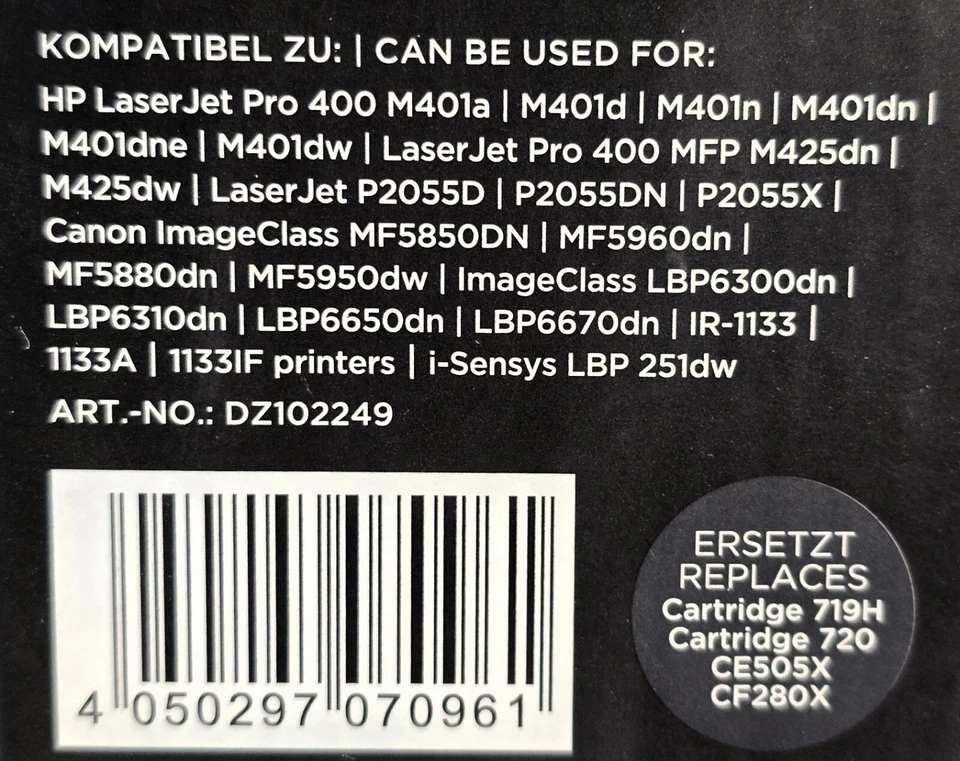 KOMPATIBEL ZU: | CAN BE USED FOR:
HP LaserJet Pro 400 M401a | M401d | M401n | M401dn |
M401dne | M401dw | LaserJet Pro 400 MFP M425dn |
M425dw | LaserJet P2055D | P2055DN | P2055X |
Canon ImageClass MF5850DN | MF5960dn |
MF5880dn | MF5950dw | ImageClass LBP6300dn |
LBP6310dn | LBP6650dn | LBP6670dn | IR-1133 |
1133A | 1133IF printers | i-Sensys LBP 251dw
ART.-NO.: DZ102249
4 050297 070961
ERSETZT
REPLACES
Cartridge 719H
Cartridge 720
CE505X
CF280X